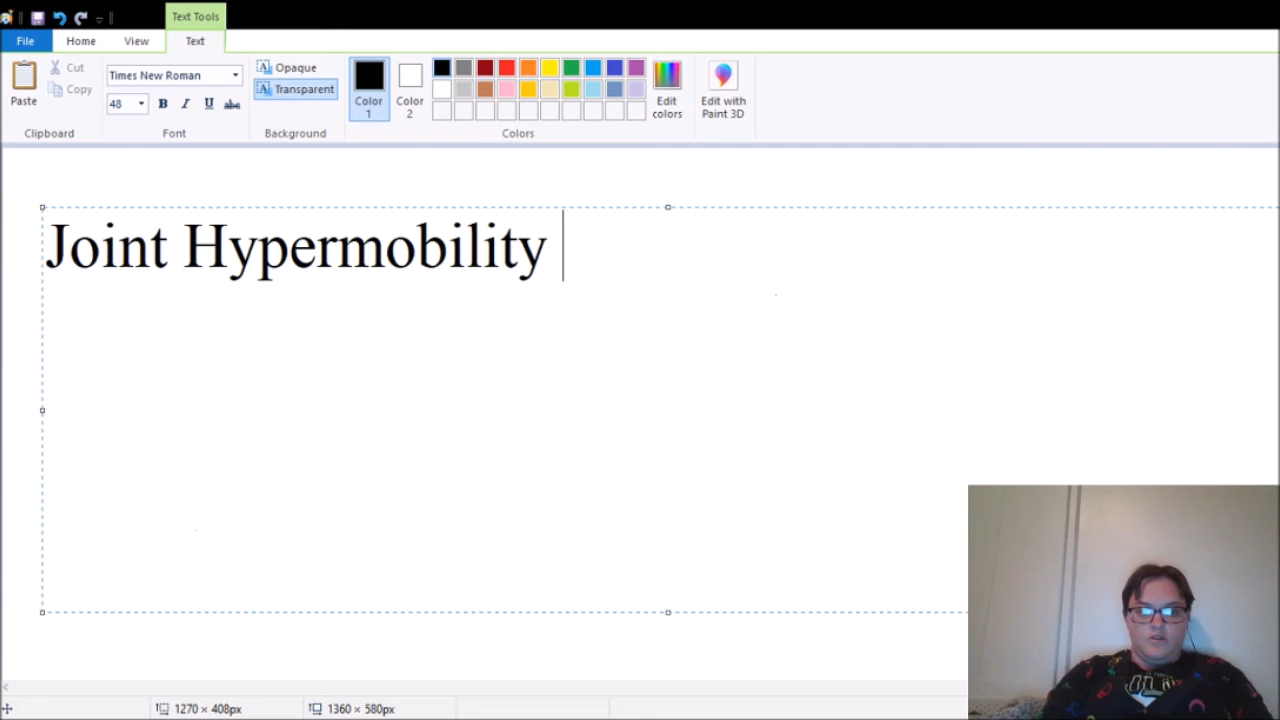 Text Tools
File Home View Text
Paste Cut Copy Clipboard
Times New Roman
48 B I U abc
Font
Opaque
Transparent
Background
Color 1
Color 2
Edit colors
Colors
Edit with Paint 3D
Joint Hypermobility
1270 × 408px
1360 × 580px